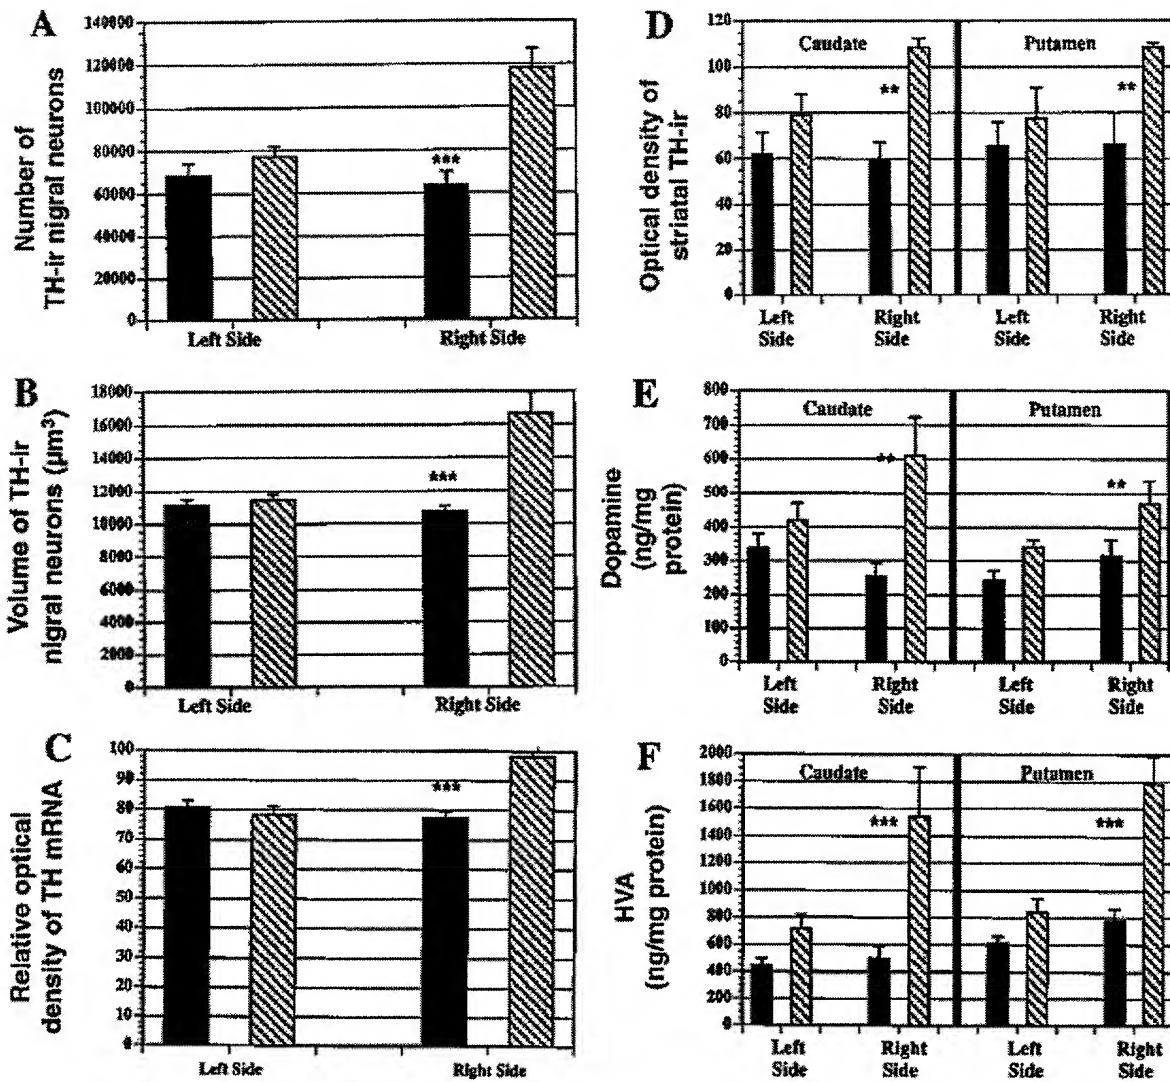 A
Number of
TH-ir nigral neurons
140000
120000
100000
80000
60000
40000
20000
0
***
Left Side
Right Side
B
Volume of TH-ir
nigral neurons (µm³)
18000
16000
14000
12000
10000
8000
6000
4000
2000
0
***
Left Side
Right Side
C
Relative optical
density of TH mRNA
100
90
80
70
60
50
40
30
20
10
0
***
Left Side
Right Side
D
Optical density of
striatal TH-ir
120
100
80
60
40
20
0
Caudate
Putamen
**
**
Left
Side
Right
Side
Left
Side
Right
Side
E
Dopamine
(ng/mg
protein)
800
700
600
500
400
300
200
100
0
Caudate
Putamen
**
**
Left
Side
Right
Side
Left
Side
Right
Side
F
HVA
(ng/mg protein)
2000
1800
1600
1400
1200
1000
800
600
400
200
0
Caudate
Putamen
***
***
Left
Side
Right
Side
Left
Side
Right
Side